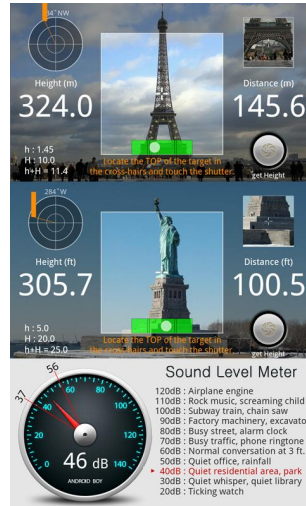 84°NW
Height (m)
324.0
Distance (m)
145.6
h : 1.45
H : 10.0
h+H = 11.4
Locate the TOP of the target in
the cross-hairs and touch the shutter.
get Height
284°W
Height (ft)
305.7
Distance (ft)
100.5
h : 5.0
H : 20.0
h+H = 25.0
Locate the TOP of the target in
the cross-hairs and touch the shutter.
get Height
Sound Level Meter
37
56
0
20
40
60
80
100
120
140
46 dB
ANDROID BOY
120dB : Airplane engine
110dB : Rock music, screaming child
100dB : Subway train, chain saw
90dB : Factory machinery, excavato
80dB : Busy street, alarm clock
70dB : Busy traffic, phone ringtone
60dB : Normal conversation at 3 ft.
50dB : Quiet office, rainfall
40dB : Quiet residential area, park
30dB : Quiet whisper, quiet library
20dB : Ticking watch